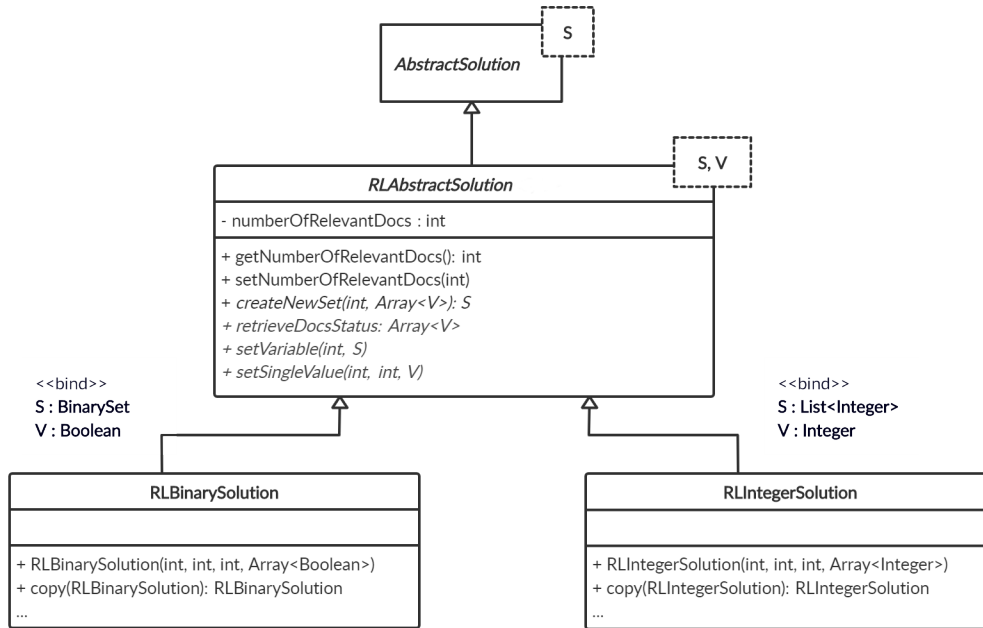 S
AbstractSolution
S, V
RLAbstractSolution
- numberOfRelevantDocs : int
+ getNumberOfRelevantDocs(): int
+ setNumberOfRelevantDocs(int)
+ createNewSet(int, Array<V>): S
+ retrieveDocsStatus: Array<V>
+ setVariable(int, S)
+ setSingleValue(int, int, V)
<<bind>>
S : BinarySet
V : Boolean
<<bind>>
S : List<Integer>
V : Integer
RLBinarySolution
+ RLBinarySolution(int, int, int, Array<Boolean>)
+ copy(RLBinarySolution): RLBinarySolution
...
RLIntegerSolution
+ RLIntegerSolution(int, int, int, Array<Integer>)
+ copy(RLIntegerSolution): RLIntegerSolution
...